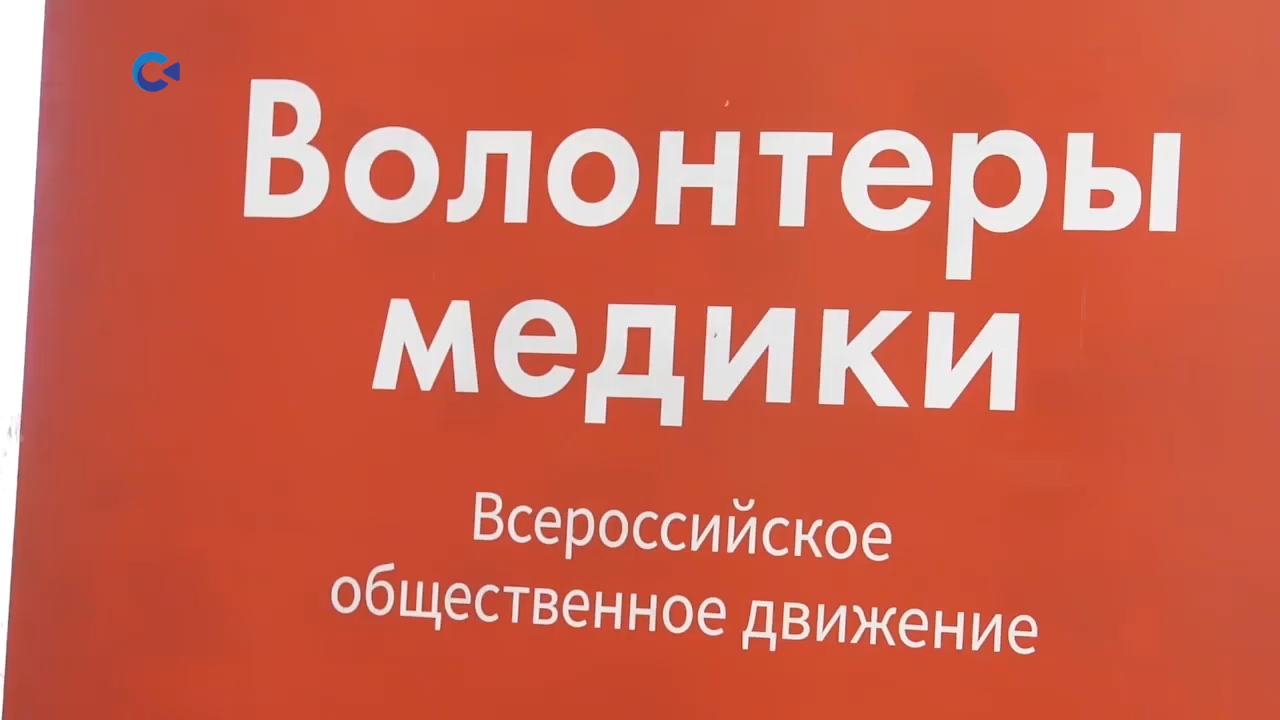 Волонтеры
медики
Всероссийское
общественное движение